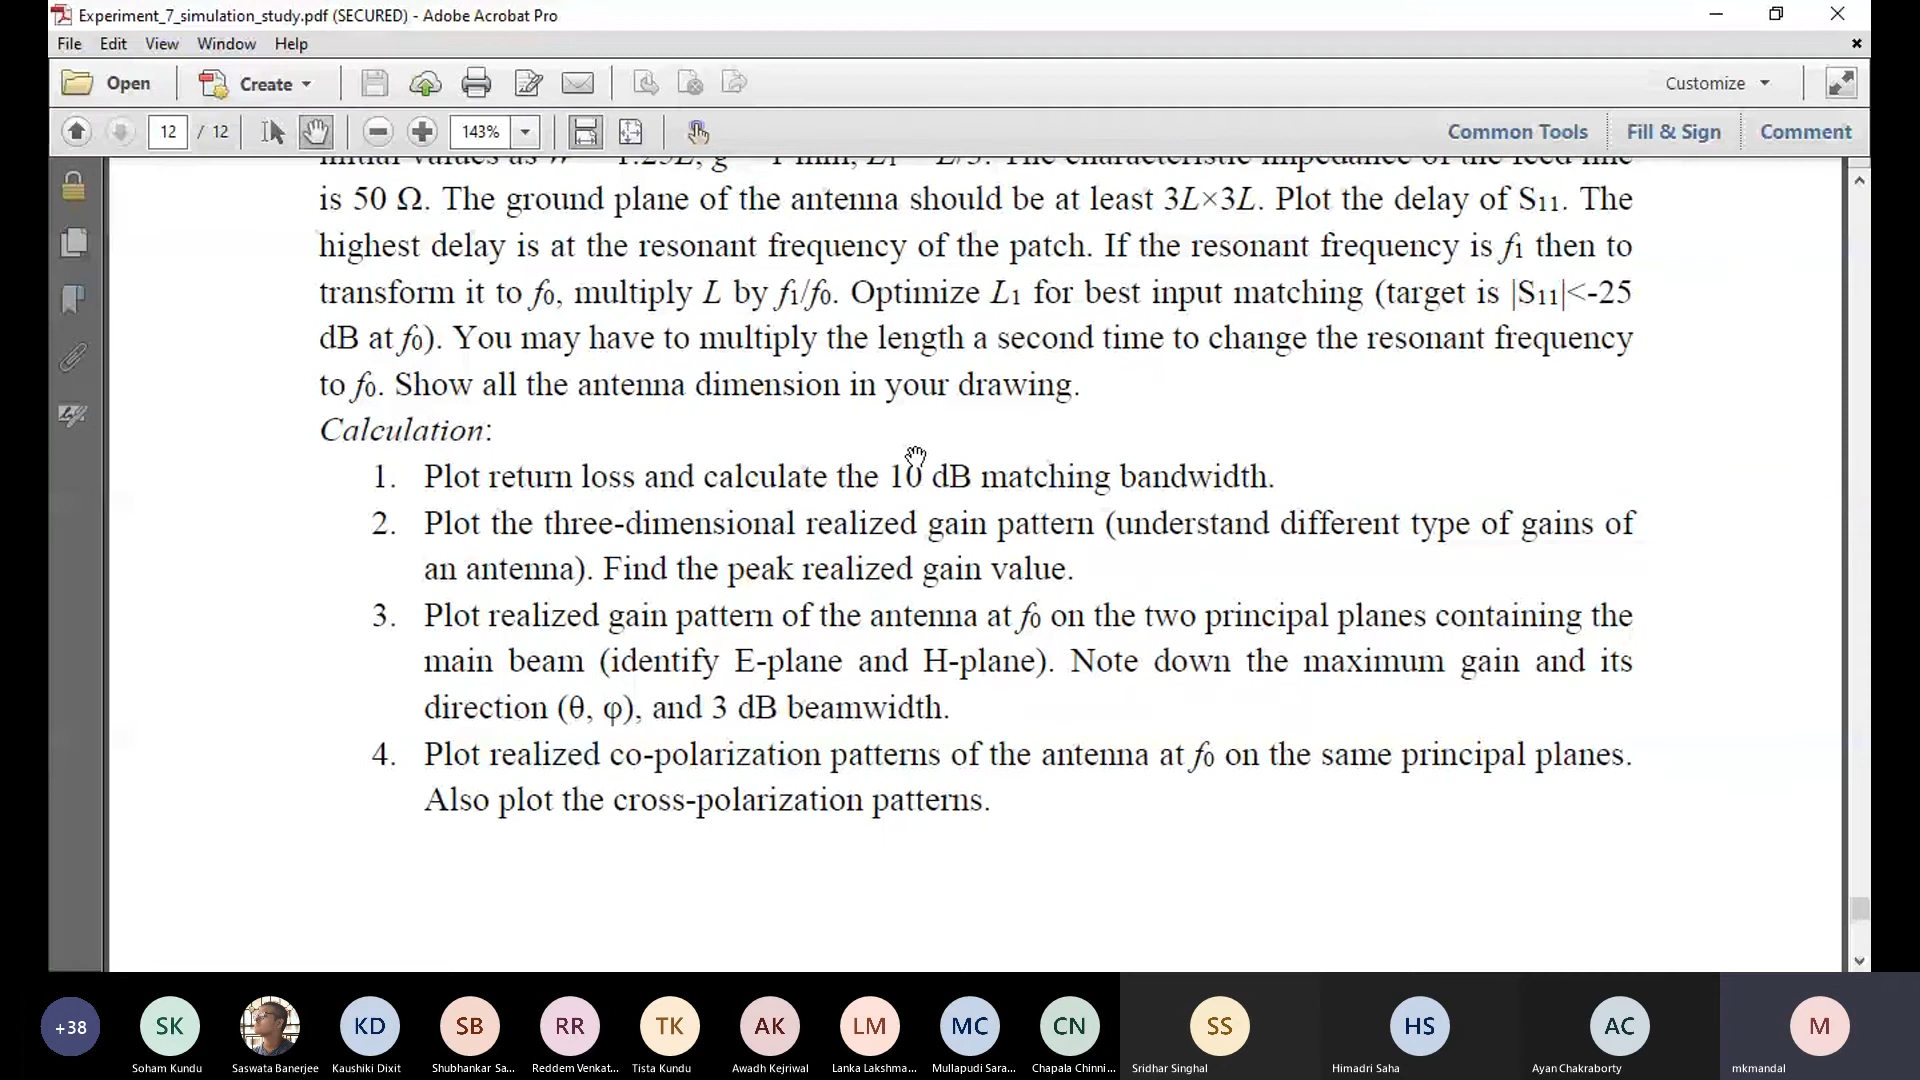 Experiment_7_simulation_study.pdf (SECURED) - Adobe Acrobat Pro
File Edit View Window Help
Open Create Customize
12 / 12 143% Common Tools Fill & Sign Comment
is 50 Ω. The ground plane of the antenna should be at least 3L×3L. Plot the delay of S11. The
highest delay is at the resonant frequency of the patch. If the resonant frequency is f1 then to
transform it to f0, multiply L by f1/f0. Optimize L1 for best input matching (target is |S11|<-25
dB at f0). You may have to multiply the length a second time to change the resonant frequency
to f0. Show all the antenna dimension in your drawing.
Calculation:
1. Plot return loss and calculate the 10 dB matching bandwidth.
2. Plot the three-dimensional realized gain pattern (understand different type of gains of
an antenna). Find the peak realized gain value.
3. Plot realized gain pattern of the antenna at f0 on the two principal planes containing the
main beam (identify E-plane and H-plane). Note down the maximum gain and its
direction (θ, φ), and 3 dB beamwidth.
4. Plot realized co-polarization patterns of the antenna at f0 on the same principal planes.
Also plot the cross-polarization patterns.
+38 SK KD SB RR TK AK LM MC CN SS HS AC M
Soham Kundu Saswata Banerjee Kaushiki Dixit Shubhankar Sa... Reddem Venkat... Tista Kundu Awadh Kejriwal Lanka Lakshma... Mullapudi Sara... Chapala Chinni... Sridhar Singhal Himadri Saha Ayan Chakraborty mkmandal